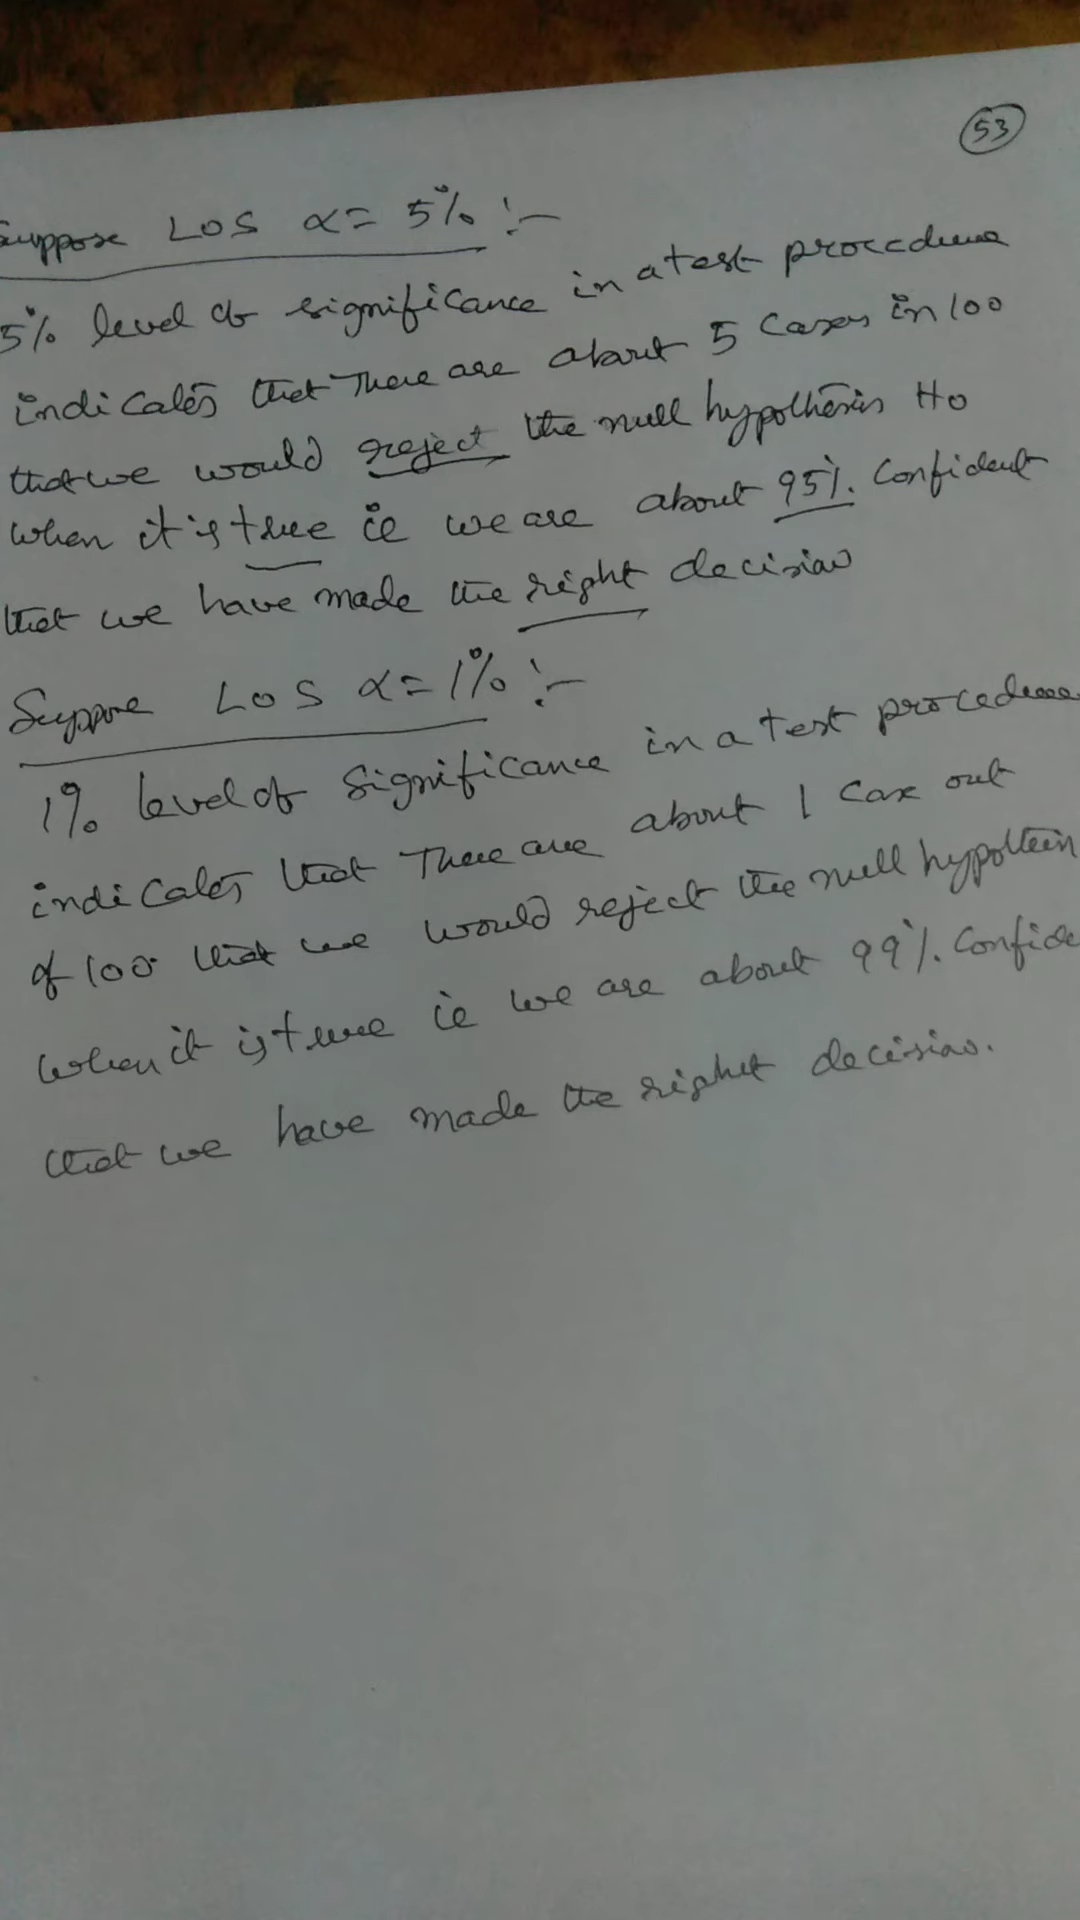 53
Suppose LOS α = 5% :-
5% level of significance in a test procedure
indicates that There are about 5 Cases in 100
that we would reject the null hypothesis Ho
when it is true ie we are about 95%. Confident
that we have made the right decision
Suppose LOS α = 1% :-
1% level of Significance in a test procedure
indicates that There are about 1 Case out
of 100 that we would reject the null hypothesis
when it is true ie we are about 99%. Confide
that we have made the right decision.